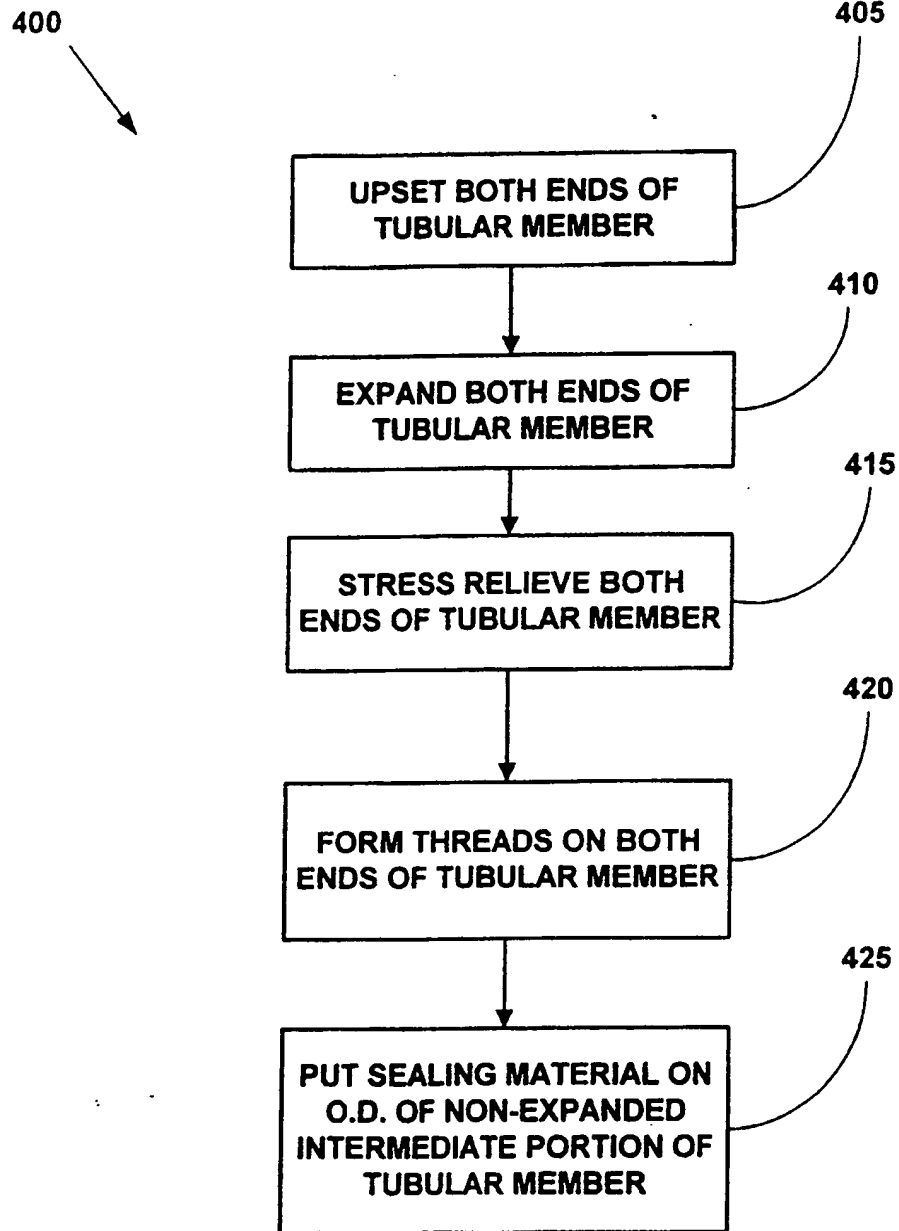 400
405
UPSET BOTH ENDS OF
TUBULAR MEMBER
410
EXPAND BOTH ENDS OF
TUBULAR MEMBER
415
STRESS RELIEVE BOTH
ENDS OF TUBULAR MEMBER
420
FORM THREADS ON BOTH
ENDS OF TUBULAR MEMBER
425
PUT SEALING MATERIAL ON
O.D. OF NON-EXPANDED
INTERMEDIATE PORTION OF
TUBULAR MEMBER